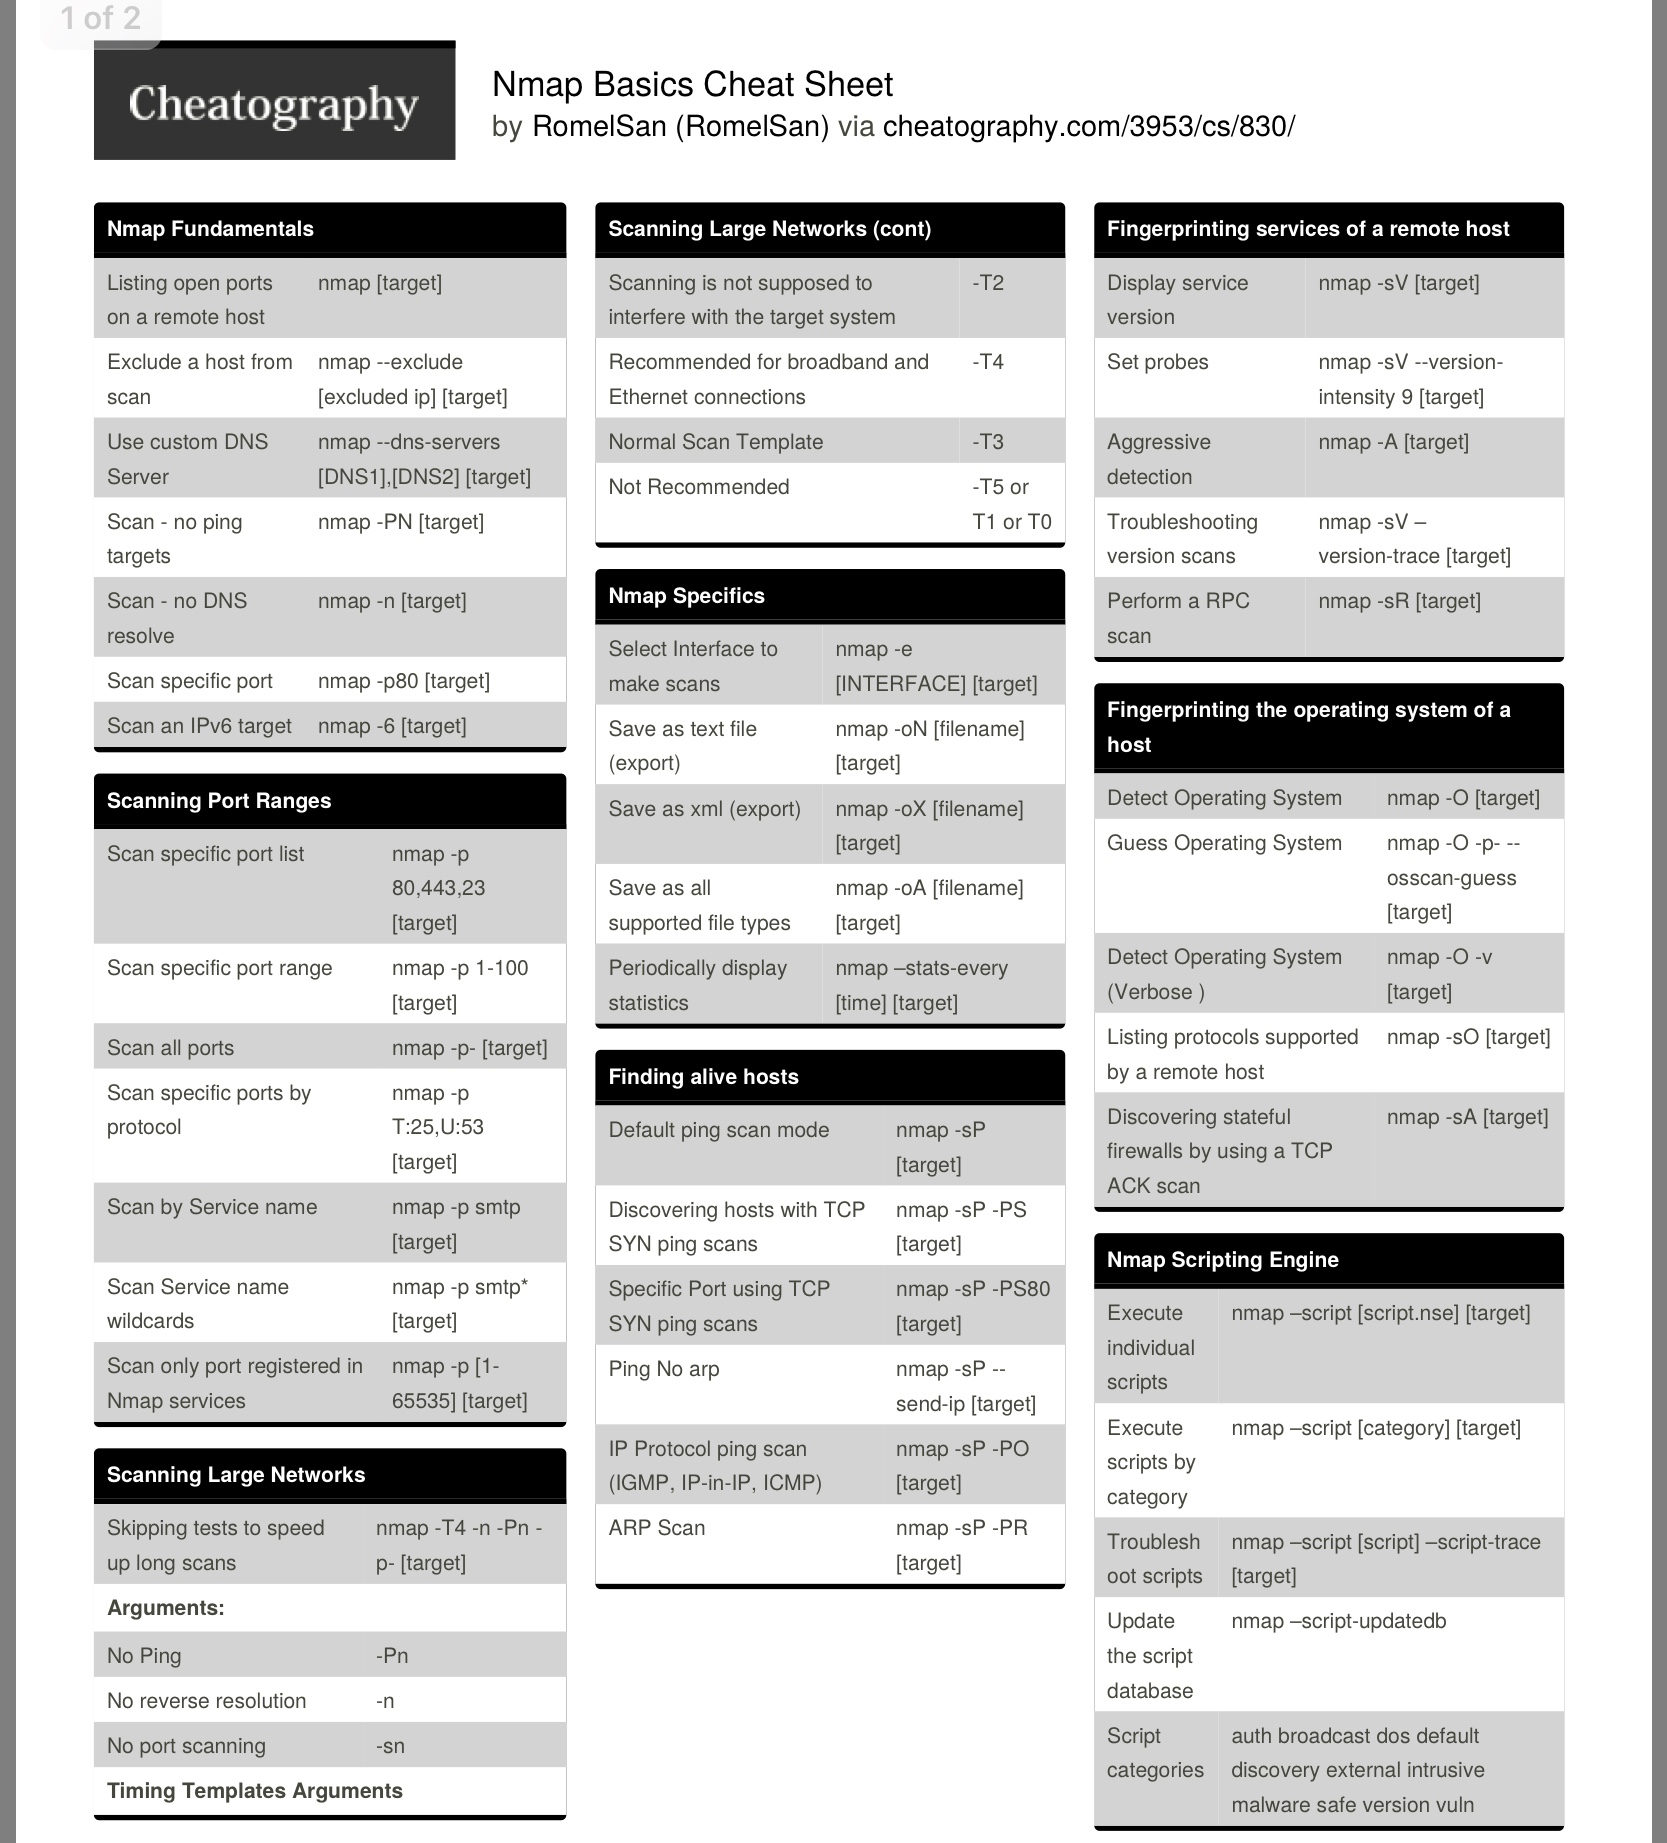 1 of 2
Cheatography
Nmap Basics Cheat Sheet
by RomelSan (RomelSan) via cheatography.com/3953/cs/830/
Nmap Fundamentals
Listing open ports nmap [target]
on a remote host
Exclude a host from nmap --exclude
scan [excluded ip] [target]
Use custom DNS nmap --dns-servers
Server [DNS1],[DNS2] [target]
Scan - no ping nmap -PN [target]
targets
Scan - no DNS nmap -n [target]
resolve
Scan specific port nmap -p80 [target]
Scan an IPv6 target nmap -6 [target]
Scanning Port Ranges
Scan specific port list nmap -p
80,443,23
[target]
Scan specific port range nmap -p 1-100
[target]
Scan all ports nmap -p- [target]
Scan specific ports by nmap -p
protocol T:25,U:53
[target]
Scan by Service name nmap -p smtp
[target]
Scan Service name nmap -p smtp*
wildcards [target]
Scan only port registered in nmap -p [1-
Nmap services 65535] [target]
Scanning Large Networks
Skipping tests to speed nmap -T4 -n -Pn -
up long scans p- [target]
Arguments:
No Ping -Pn
No reverse resolution -n
No port scanning -sn
Timing Templates Arguments
Scanning Large Networks (cont)
Scanning is not supposed to -T2
interfere with the target system
Recommended for broadband and -T4
Ethernet connections
Normal Scan Template -T3
Not Recommended -T5 or
T1 or T0
Nmap Specifics
Select Interface to nmap -e
make scans [INTERFACE] [target]
Save as text file nmap -oN [filename]
(export) [target]
Save as xml (export) nmap -oX [filename]
[target]
Save as all nmap -oA [filename]
supported file types [target]
Periodically display nmap –stats-every
statistics [time] [target]
Finding alive hosts
Default ping scan mode nmap -sP
[target]
Discovering hosts with TCP nmap -sP -PS
SYN ping scans [target]
Specific Port using TCP nmap -sP -PS80
SYN ping scans [target]
Ping No arp nmap -sP --
send-ip [target]
IP Protocol ping scan nmap -sP -PO
(IGMP, IP-in-IP, ICMP) [target]
ARP Scan nmap -sP -PR
[target]
Fingerprinting services of a remote host
Display service nmap -sV [target]
version
Set probes nmap -sV --version-
intensity 9 [target]
Aggressive nmap -A [target]
detection
Troubleshooting nmap -sV –
version scans version-trace [target]
Perform a RPC nmap -sR [target]
scan
Fingerprinting the operating system of a
host
Detect Operating System nmap -O [target]
Guess Operating System nmap -O -p- --
osscan-guess
[target]
Detect Operating System nmap -O -v
(Verbose ) [target]
Listing protocols supported nmap -sO [target]
by a remote host
Discovering stateful nmap -sA [target]
firewalls by using a TCP
ACK scan
Nmap Scripting Engine
Execute nmap –script [script.nse] [target]
individual
scripts
Execute nmap –script [category] [target]
scripts by
category
Troublesh nmap –script [script] –script-trace
oot scripts [target]
Update nmap –script-updatedb
the script
database
Script auth broadcast dos default
categories discovery external intrusive
malware safe version vuln